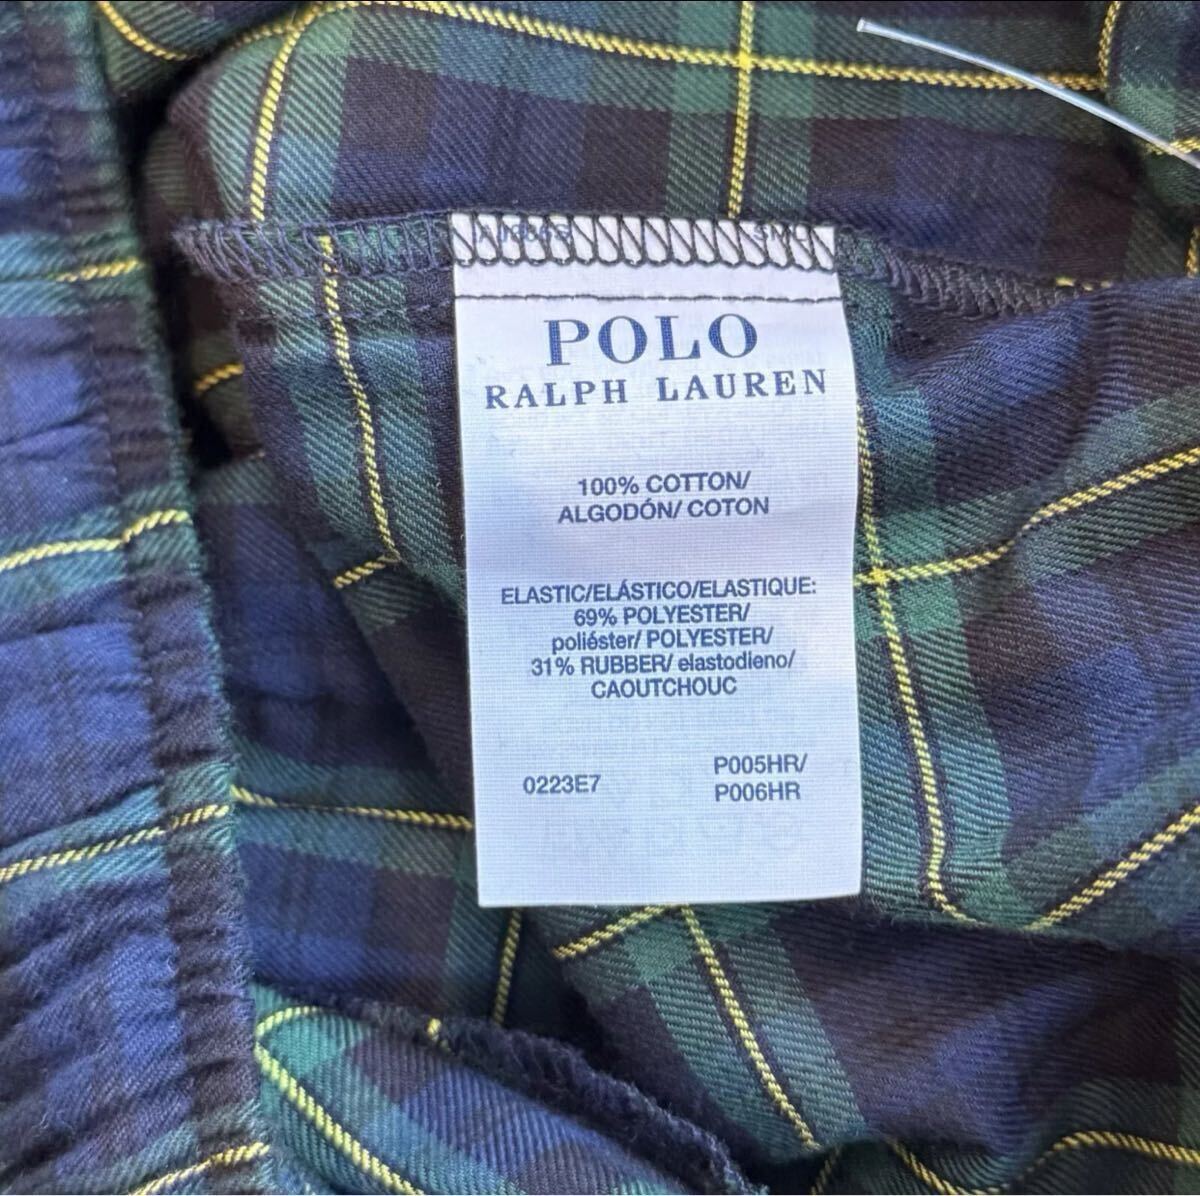 POLO
RALPH LAUREN
100% COTTON/
ALGODÓN/ COTON
ELASTIC/ELÁSTICO/ELASTIQUE:
69% POLYESTER/
poliéster/ POLYESTER/
31% RUBBER/ elastodieno/
CAOUTCHOUC
0223E7
P005HR/
P006HR